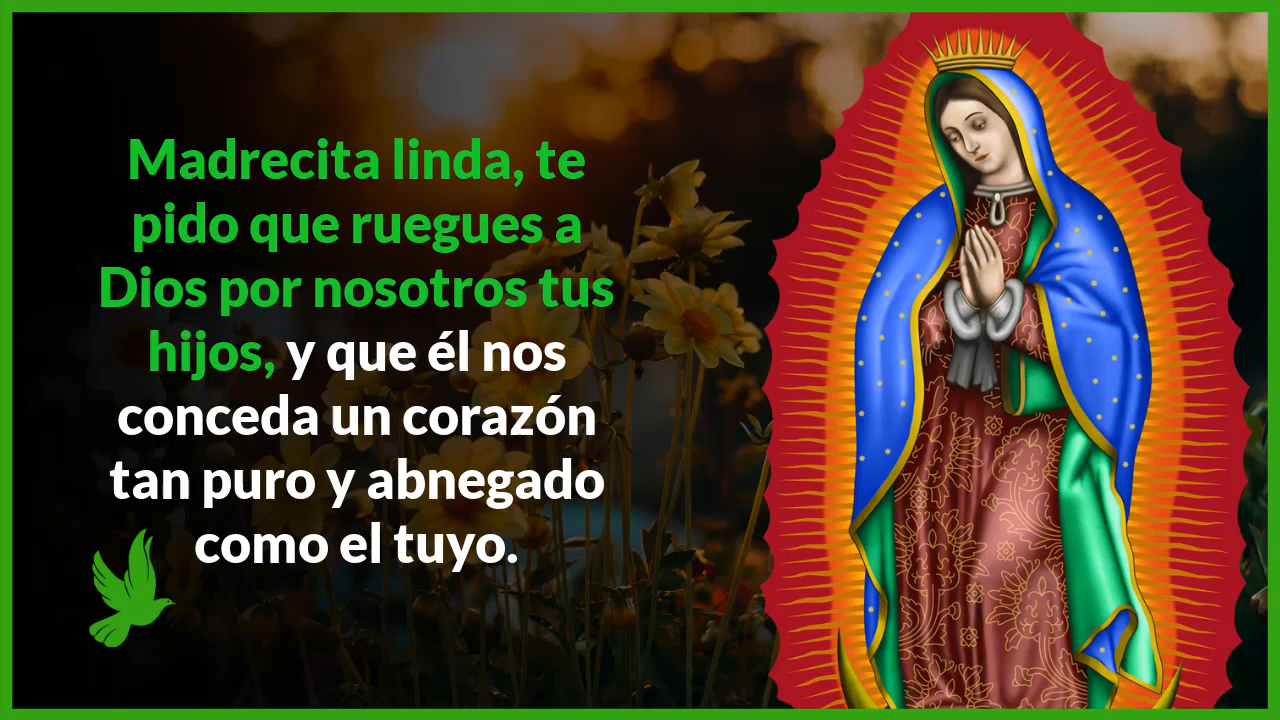 Madrecita linda, te
pido que ruegues a
Dios por nosotros tus
hijos, y que él nos
conceda un corazón
tan puro y abnegado
como el tuyo.